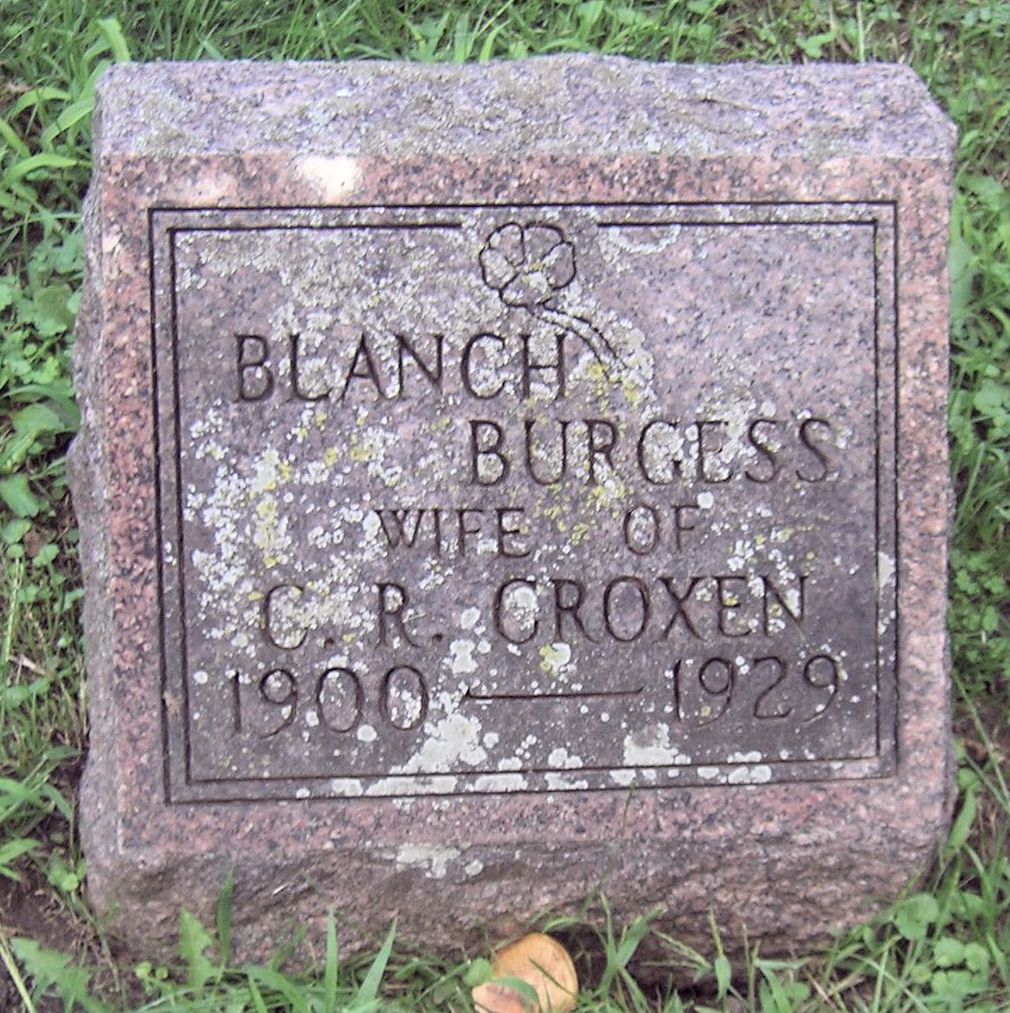 BLANCH
BURGESS
WIFE OF
C. R. CROXEN
1900 — 1929